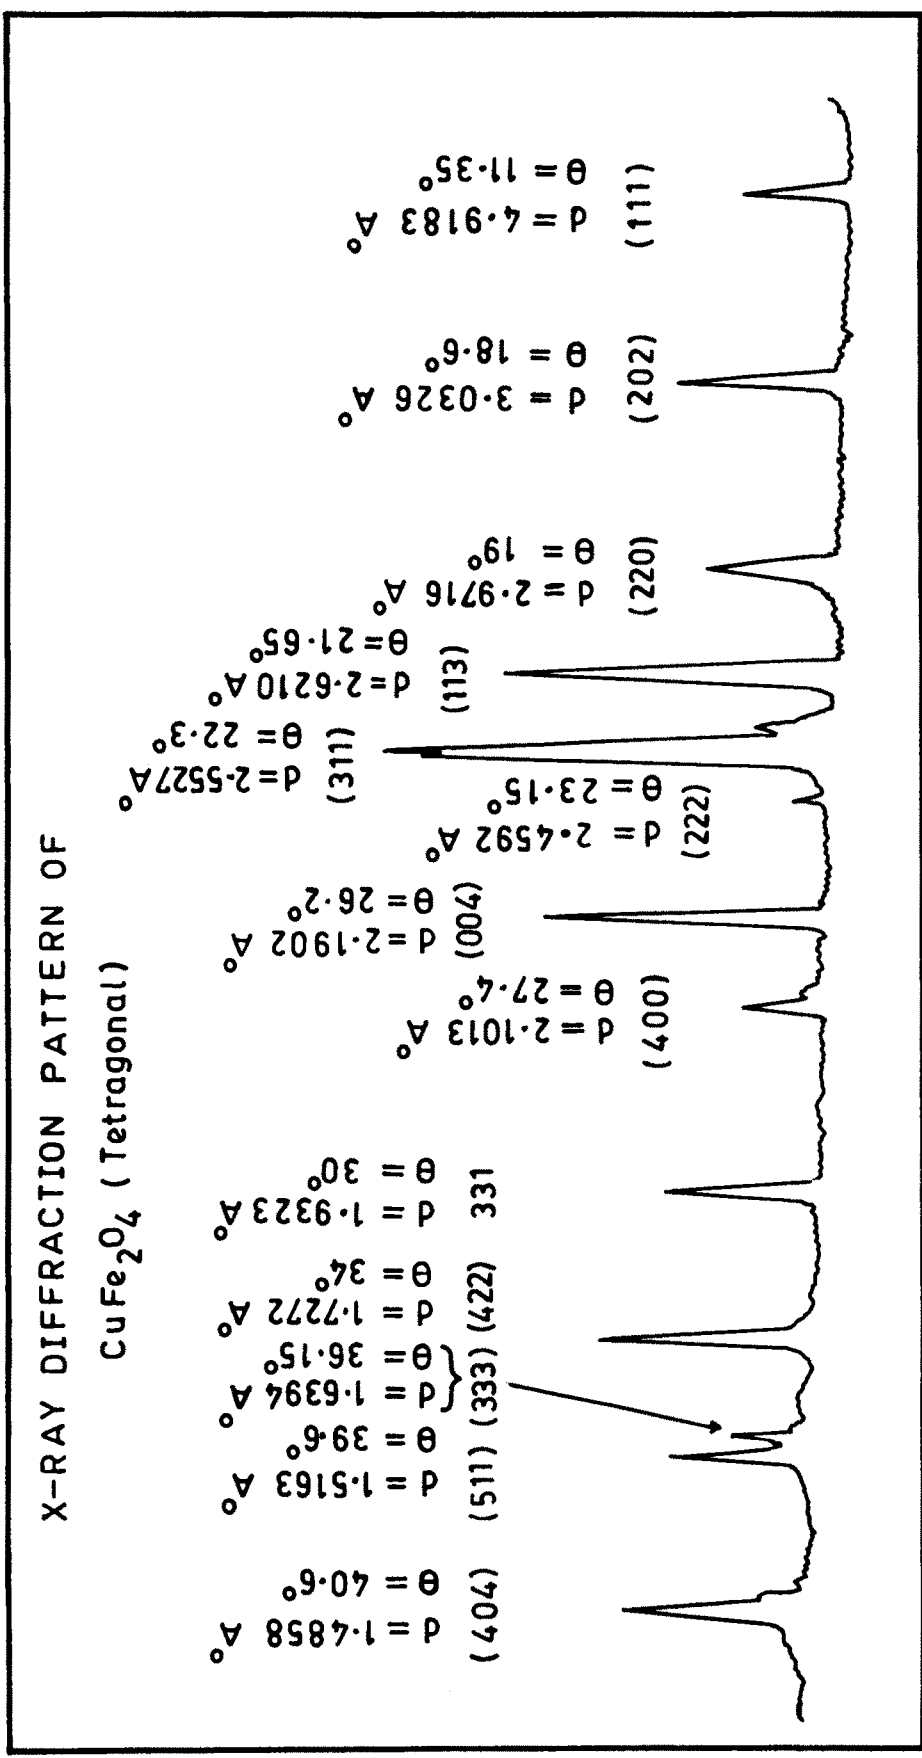 X-RAY DIFFRACTION PATTERN OF
CuFe₂O₄ (Tetragonal)
(404)
d = 1·4858 A°
θ = 40·6°
(511)
d = 1·5163 A°
θ = 39·6°
(333)
d = 1·6394 A°
θ = 36·15°
(422)
d = 1·7272 A°
θ = 34°
331
d = 1·9323 A°
θ = 30°
(400)
d = 2·1013 A°
θ = 27·4°
(004)
d = 2·1902 A°
θ = 26·2°
(222)
d = 2·4592 A°
θ = 23·15°
(311)
d = 2·5527A°
θ = 22·3°
(113)
d = 2·6210 A°
θ = 21·65°
(220)
d = 2·9716 A°
θ = 19°
(202)
d = 3·0326 A°
θ = 18·6°
(111)
d = 4·9183 A°
θ = 11·35°